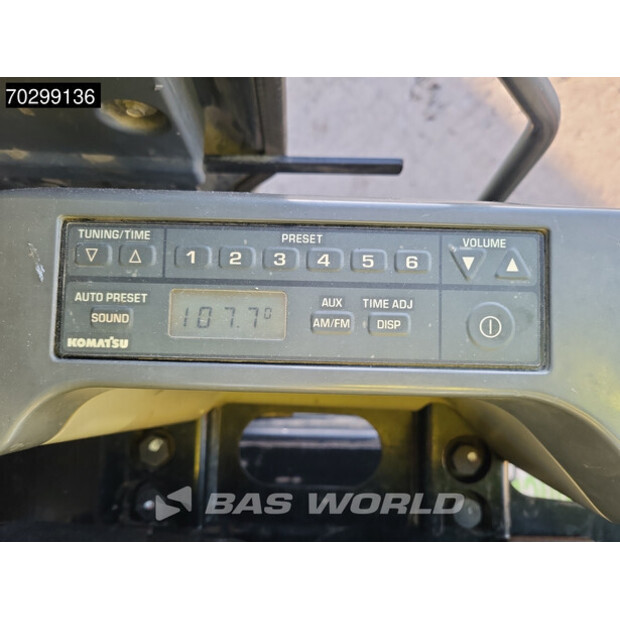 70299136
TUNING/TIME PRESET VOLUME
1 2 3 4 5 6
AUTO PRESET AUX TIME ADJ
SOUND 107.7 AM/FM DISP
KOMATSU
BAS WORLD